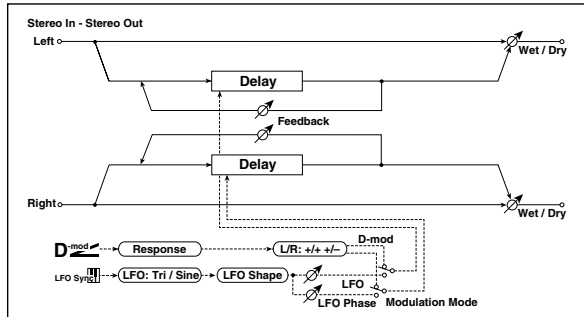 Stereo In - Stereo Out
Left
Wet / Dry
Delay
Feedback
Delay
Right
Wet / Dry
D-mod
Response
L/R: +/+ +/–
D-mod
LFO Sync
LFO: Tri / Sine
LFO Shape
LFO
LFO Phase
Modulation Mode